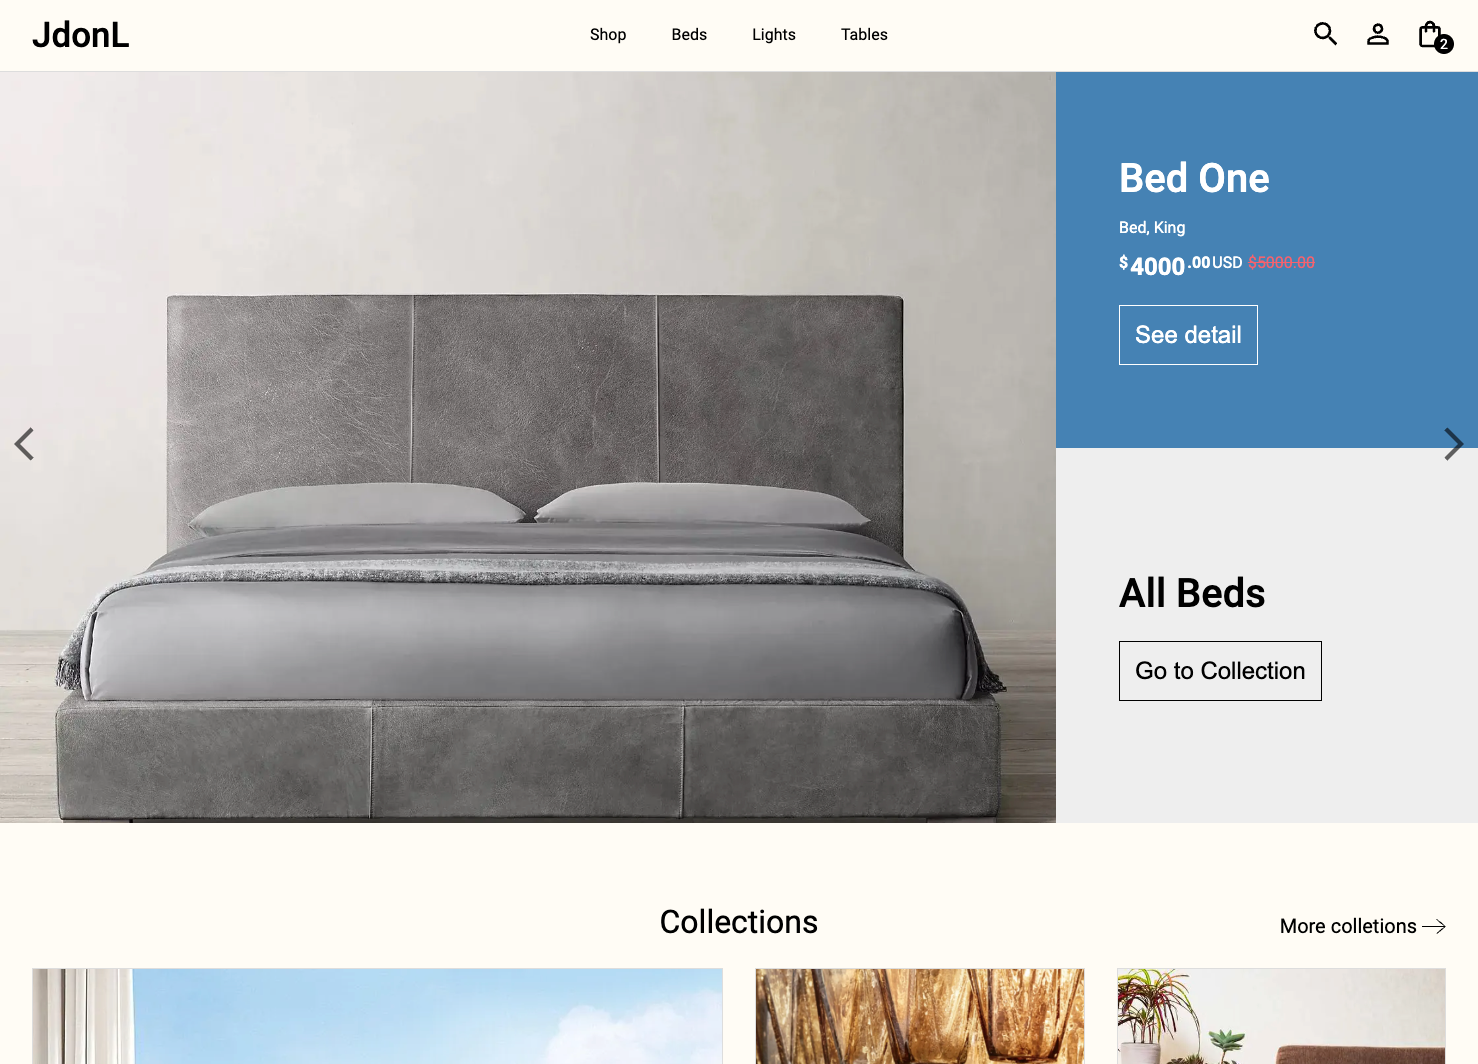 JdonL
Shop Beds Lights Tables
2
Bed One
Bed, King
$4000.00USD $5000.00
See detail
All Beds
Go to Collection
Collections
More colletions